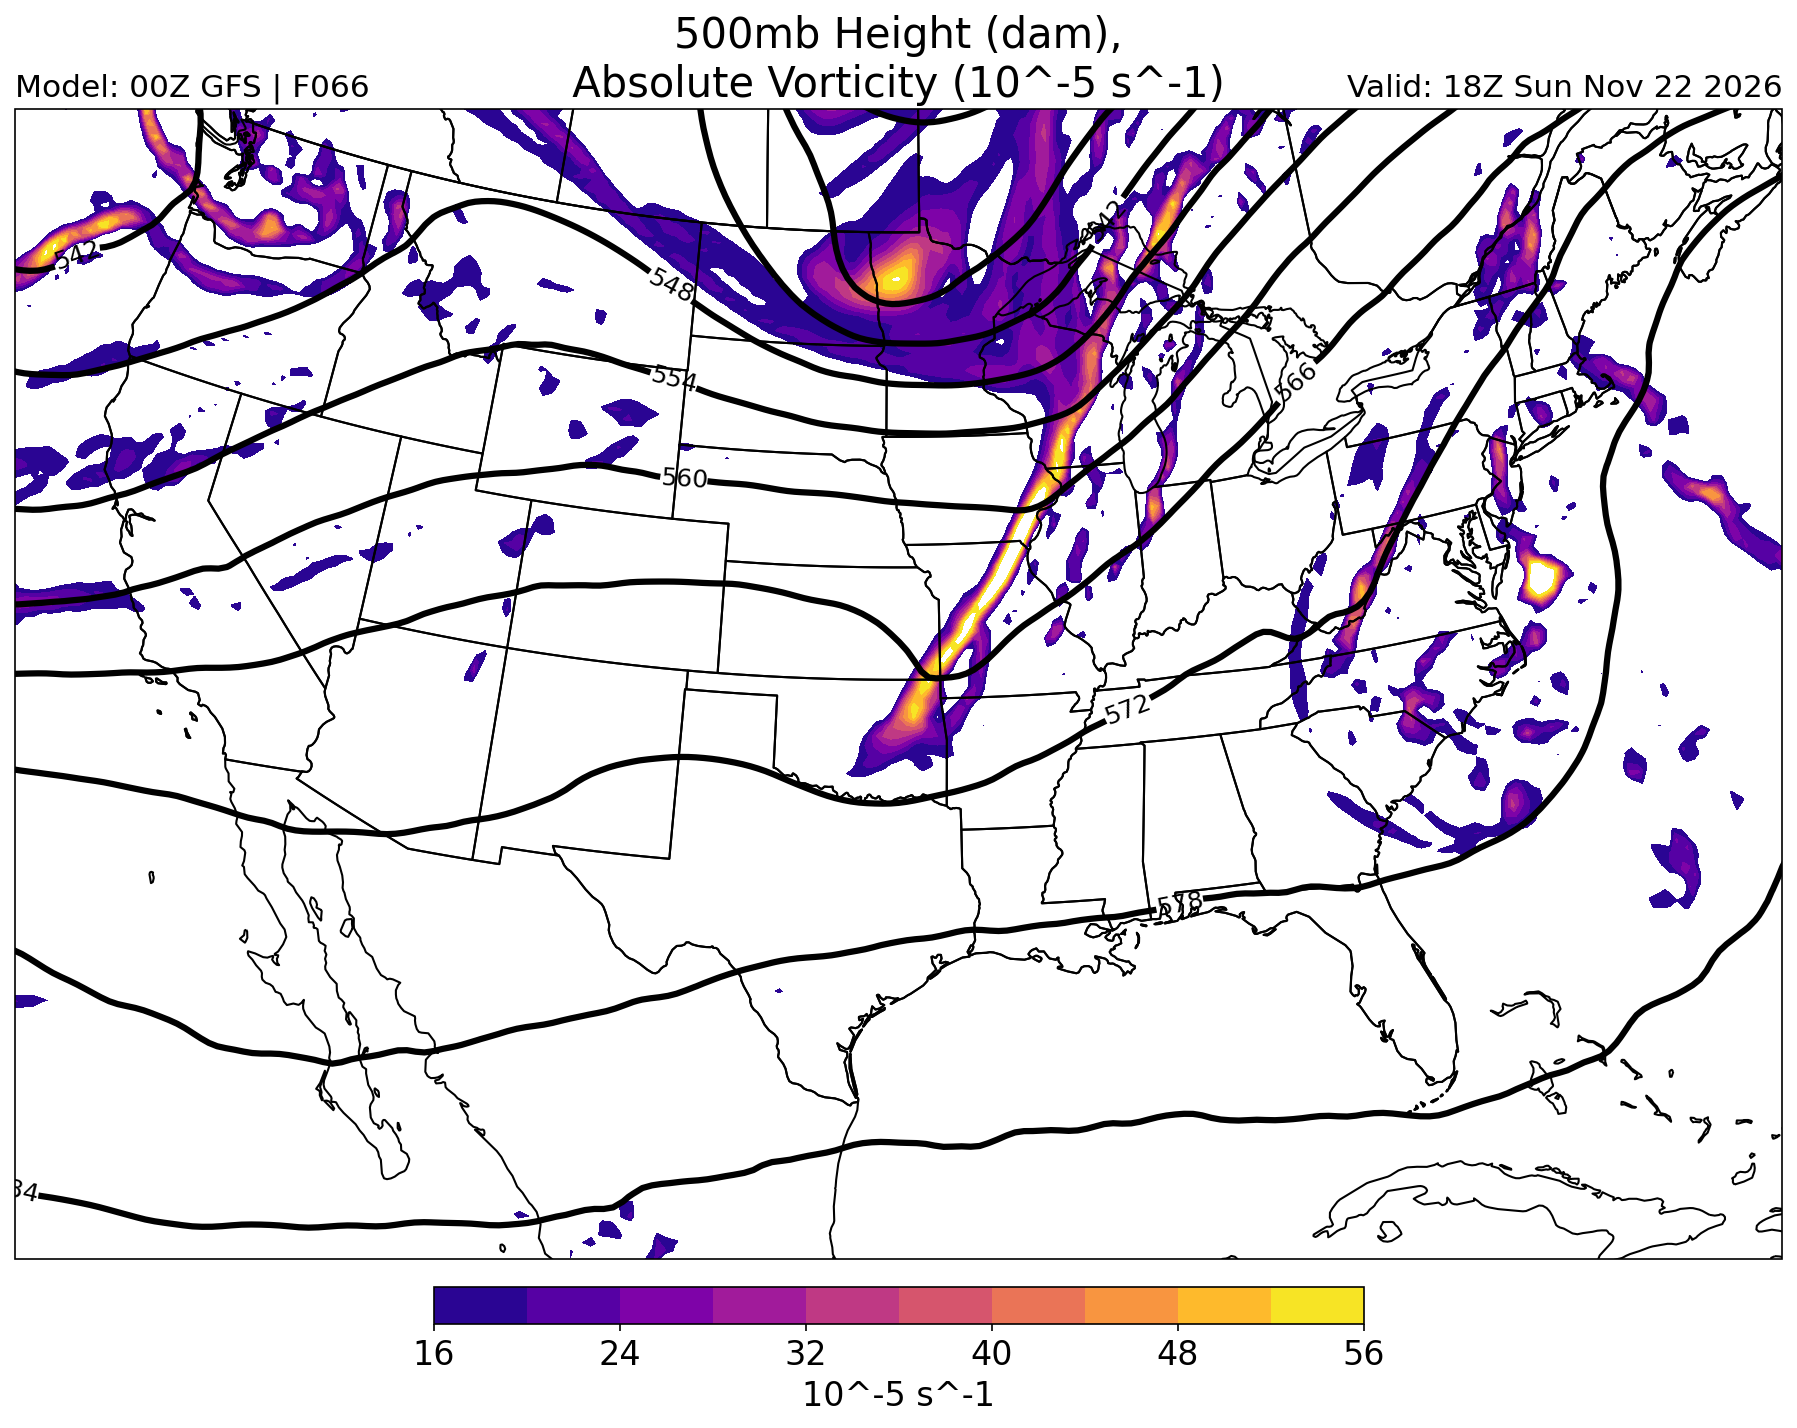 500mb Height (dam),
Model: 00Z GFS | F066
Absolute Vorticity (10^-5 s^-1)
Valid: 18Z Sun Nov 22 2026
542
542
548
554
560
566
572
578
16 24 32 40 48 56
10^-5 s^-1